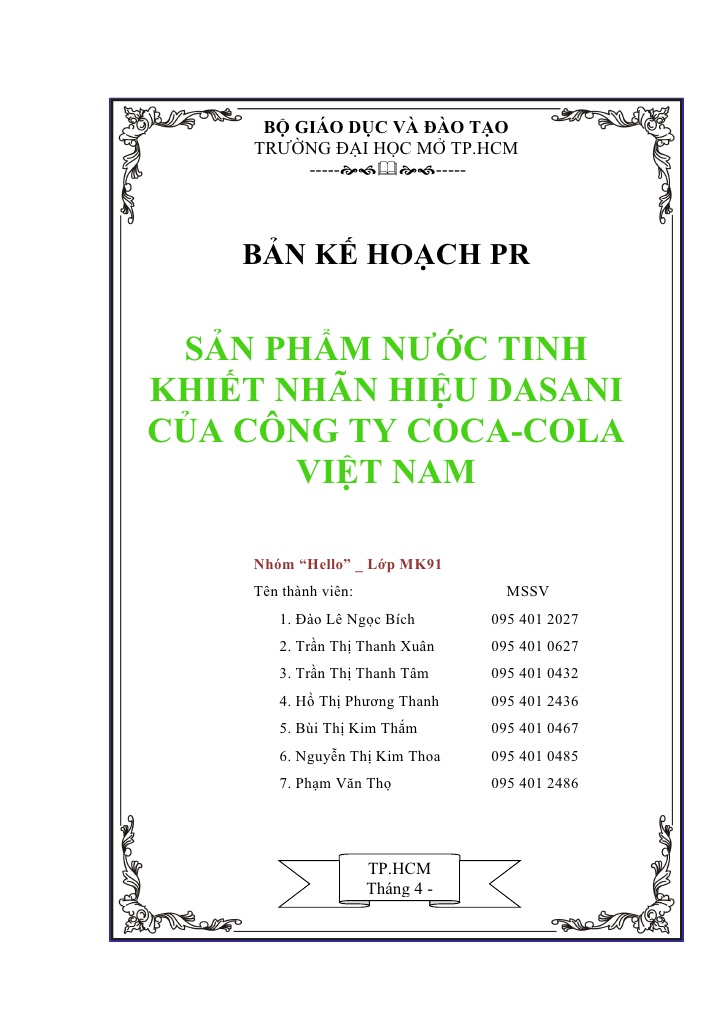 BỘ GIÁO DỤC VÀ ĐÀO TẠO
TRƯỜNG ĐẠI HỌC MỞ TP.HCM
BẢN KẾ HOẠCH PR
SẢN PHẨM NƯỚC TINH
KHIẾT NHÃN HIỆU DASANI
CỦA CÔNG TY COCA-COLA
VIỆT NAM
Nhóm “Hello” _ Lớp MK91
Tên thành viên: MSSV
1. Đào Lê Ngọc Bích 095 401 2027
2. Trần Thị Thanh Xuân 095 401 0627
3. Trần Thị Thanh Tâm 095 401 0432
4. Hồ Thị Phương Thanh 095 401 2436
5. Bùi Thị Kim Thắm 095 401 0467
6. Nguyễn Thị Kim Thoa 095 401 0485
7. Phạm Văn Thọ 095 401 2486
TP.HCM
Tháng 4 -